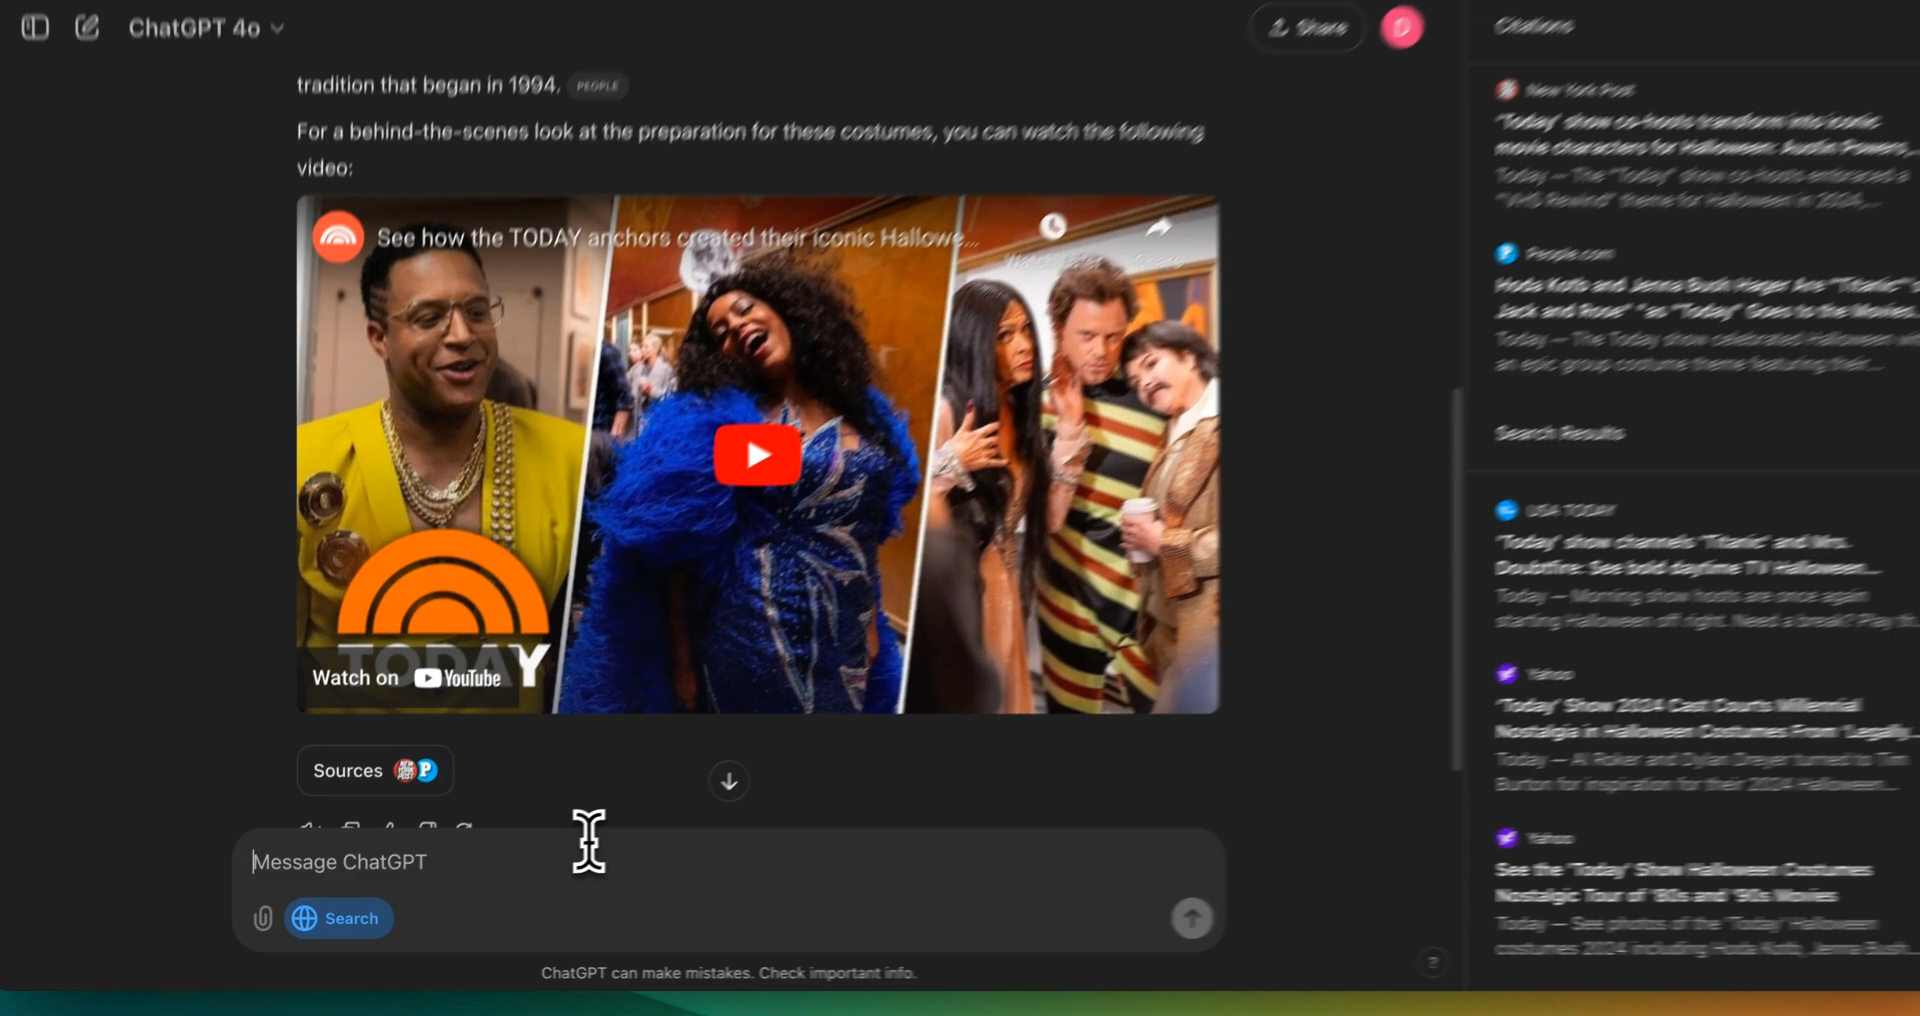 ChatGPT 4o
Share
tradition that began in 1994. PEOPLE
For a behind-the-scenes look at the preparation for these costumes, you can watch the following
video:
See how the TODAY anchors created their iconic Hallowe...
Watch later
Share
TODAY
Watch on YouTube
Sources
NEW YORK POST
P
Message ChatGPT
Search
ChatGPT can make mistakes. Check important info.
?
Citations
New York Post
'Today' show co-hosts transform into iconic
movie characters for Halloween: Austin Powers,...
Today — The "Today" show co-hosts embraced a
"VHS Rewind" theme for Halloween in 2024,...
People.com
Hoda Kotb and Jenna Bush Hager Are "Titanic"'s
Jack and Rose" "as "Today" Goes to the Movies...
Today — The Today show celebrated Halloween wit
an epic group costume theme featuring their...
Search Results
USA TODAY
'Today' show channels 'Titanic' and Mrs.
Doubtfire: See bold daytime TV Halloween...
Today — Morning show hosts are once again
starting Halloween off right. Need a break? Play th
Yahoo
'Today' Show 2024 Cast Courts Millennial
Nostalgia in Halloween Costumes From 'Legally...
Today — Al Roker and Dylan Dreyer turned to Tim
Burton for inspiration for their 2024 Halloween...
Yahoo
See the 'Today' Show Halloween Costumes
Nostalgic Tour of '80s and '90s Movies
Today — See photos of the 'Today' Halloween
costumes 2024 including Hoda Kotb, Jenna Bush...